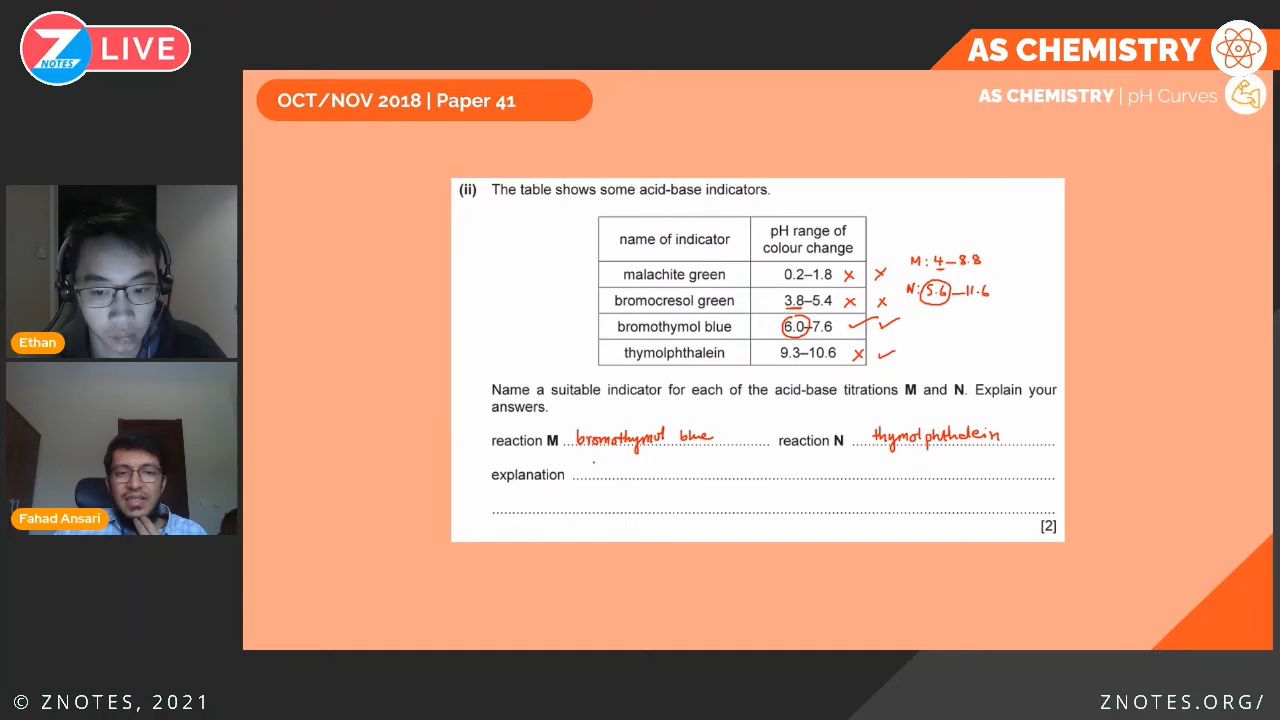 Z NOTES LIVE
AS CHEMISTRY
OCT/NOV 2018 | Paper 41
AS CHEMISTRY | pH Curves
(ii) The table shows some acid-base indicators.
name of indicator pH range of colour change
malachite green 0.2–1.8 × ×
bromocresol green 3.8–5.4 × ×
bromothymol blue 6.0–7.6 ✓ ✓
thymolphthalein 9.3–10.6 × ✓
M: 4–8.8
N: 5.6–11.6
Name a suitable indicator for each of the acid-base titrations M and N. Explain your
answers.
reaction M bromothymol blue reaction N thymolphthalein
explanation
[2]
Ethan
Fahad Ansari
© ZNOTES, 2021
ZNOTES.ORG/